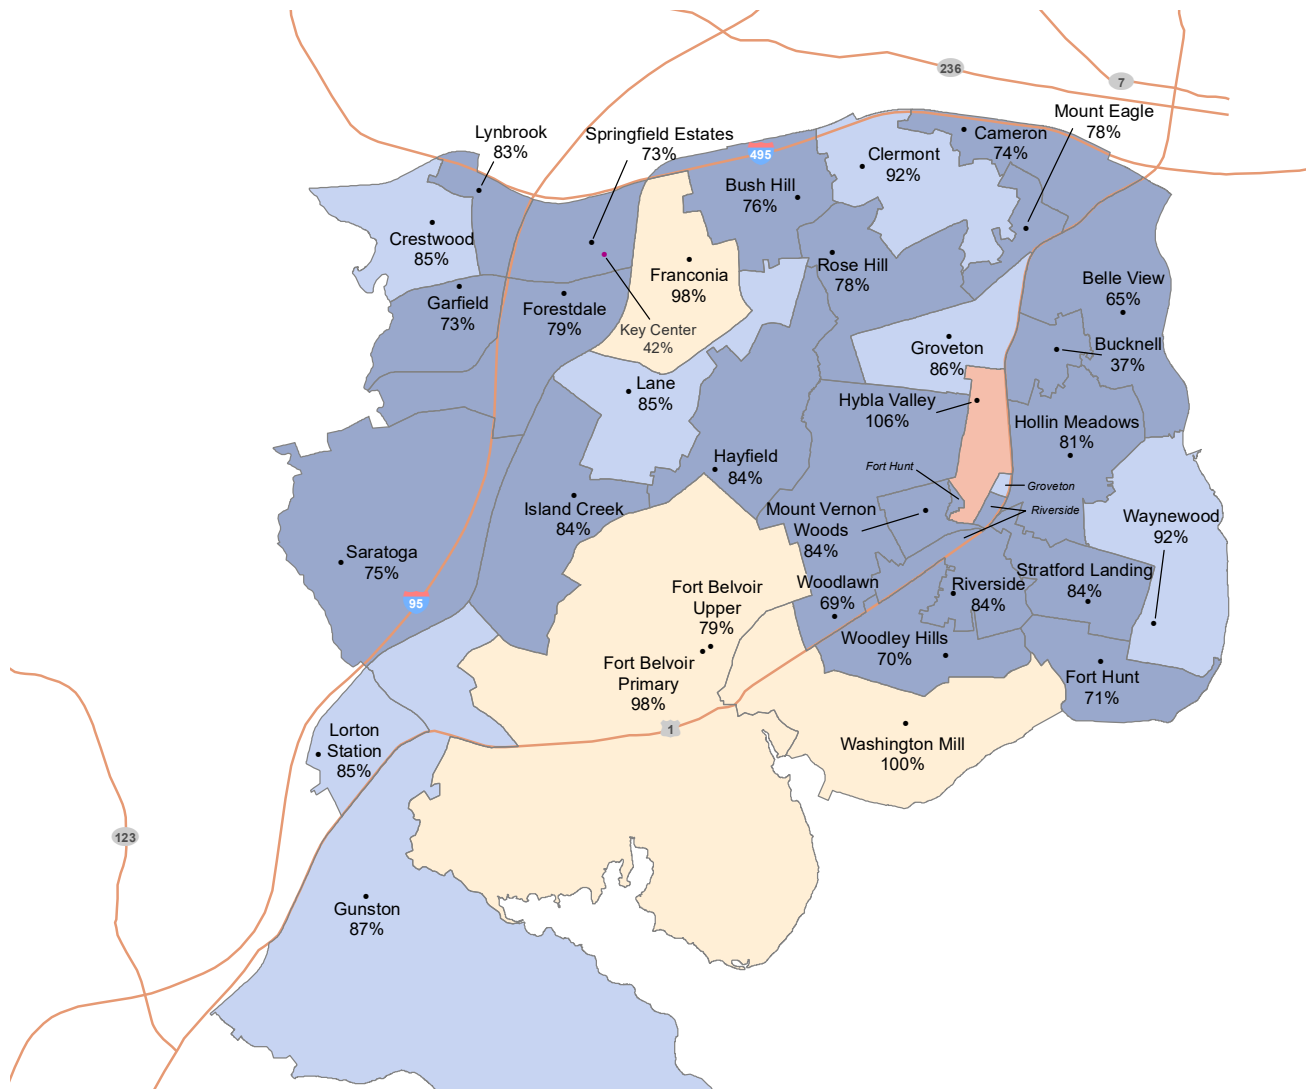 236
7
Mount Eagle
78%
Lynbrook
83%
Springfield Estates
73%
Cameron
74%
495
Clermont
92%
Bush Hill
76%
Crestwood
85%
Franconia
98%
Rose Hill
78%
Belle View
65%
Garfield
73%
Forestdale
79%
Key Center
42%
Groveton
86%
Bucknell
37%
Lane
85%
Hybla Valley
106%
Hollin Meadows
81%
Hayfield
84%
Fort Hunt
Groveton
Island Creek
84%
Mount Vernon
Woods
84%
Riverside
Waynewood
92%
Saratoga
75%
95
Fort Belvoir
Upper
79%
Woodlawn
69%
Riverside
84%
Stratford Landing
84%
Woodley Hills
70%
Fort Belvoir
Primary
98%
Fort Hunt
71%
1
Lorton
Station
85%
Washington Mill
100%
123
Gunston
87%